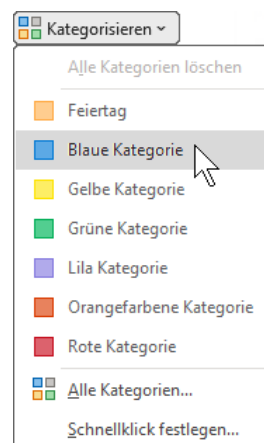 Kategorisieren
Alle Kategorien löschen
Feiertag
Blaue Kategorie
Gelbe Kategorie
Grüne Kategorie
Lila Kategorie
Orangefarbene Kategorie
Rote Kategorie
Alle Kategorien...
Schnellklick festlegen...